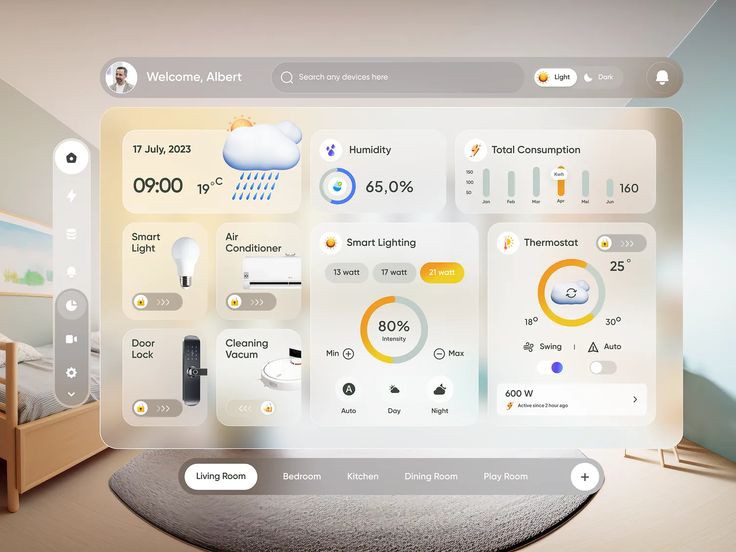 Welcome, Albert
Search any devices here
Light
Dark
17 July, 2023
09:00
19°C
Humidity
65,0%
Total Consumption
150
100
50
Kwh
Jan
Feb
Mar
Apr
Mei
Jun
160
Smart
Light
Air
Conditioner
Door
Lock
Cleaning
Vacum
Smart Lighting
13 watt
17 watt
21 watt
80%
Intensity
Min
Max
A
Auto
Day
Night
Thermostat
25°
18°
30°
Swing
Auto
600 W
Active since 2 hour ago
Living Room
Bedroom
Kitchen
Dining Room
Play Room